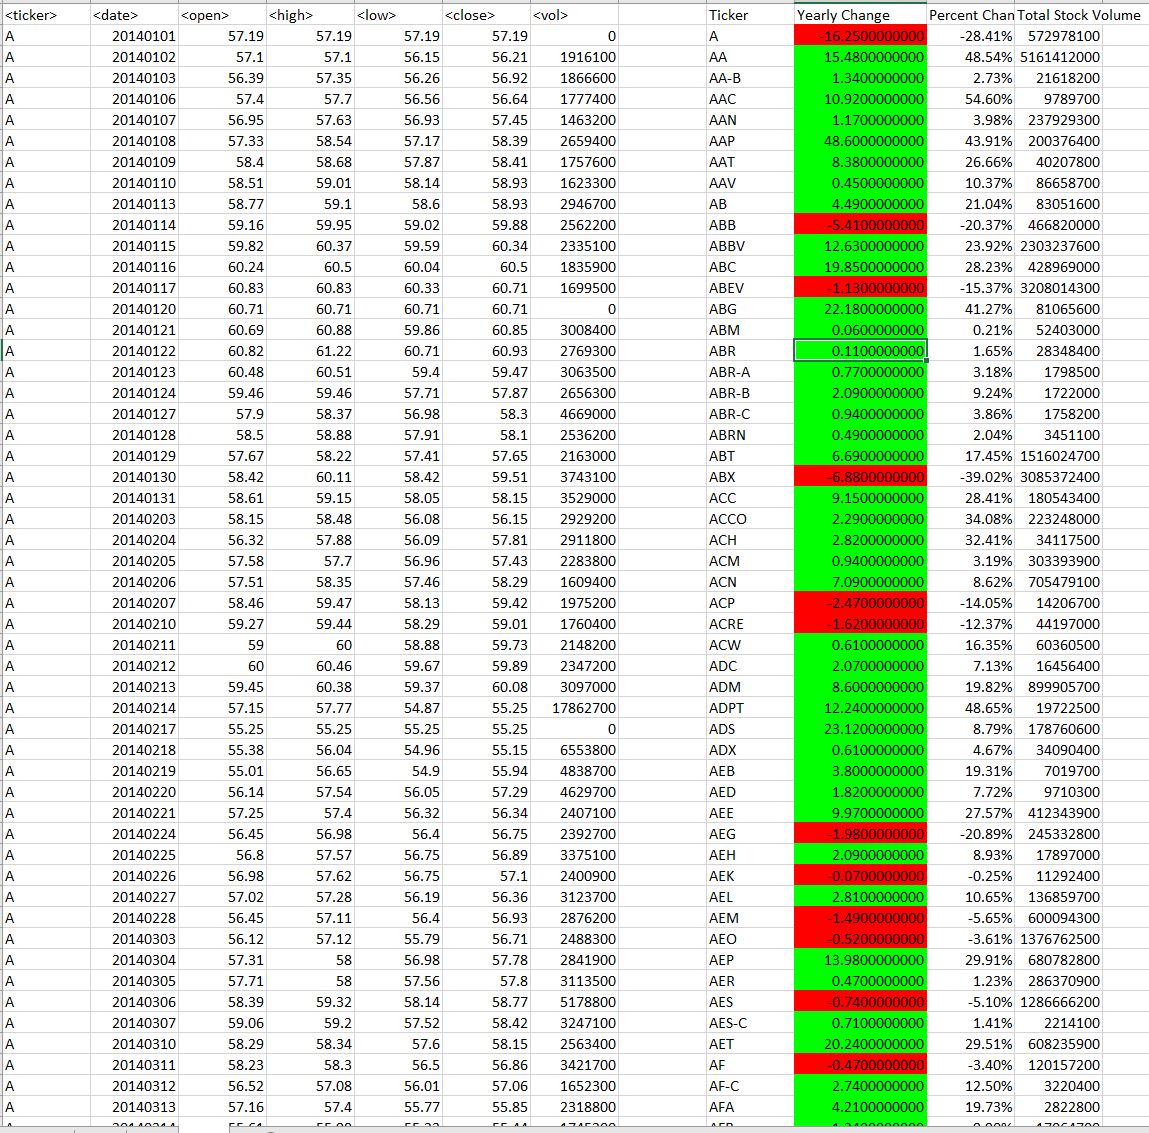 <ticker> <date> <open> <high> <low> <close> <vol> Ticker Yearly Change Percent Chan Total Stock Volume
A 20140101 57.19 57.19 57.19 57.19 0 A -16.2500000000 -28.41% 572978100
A 20140102 57.1 57.1 56.15 56.21 1916100 AA 15.4800000000 48.54% 5161412000
A 20140103 56.39 57.35 56.26 56.92 1866600 AA-B 1.3400000000 2.73% 21618200
A 20140106 57.4 57.7 56.56 56.64 1777400 AAC 10.9200000000 54.60% 9789700
A 20140107 56.95 57.63 56.93 57.45 1463200 AAN 1.1700000000 3.98% 237929300
A 20140108 57.33 58.54 57.17 58.39 2659400 AAP 48.6000000000 43.91% 200376400
A 20140109 58.4 58.68 57.87 58.41 1757600 AAT 8.3800000000 26.66% 40207800
A 20140110 58.51 59.01 58.14 58.93 1623300 AAV 0.4500000000 10.37% 86658700
A 20140113 58.77 59.1 58.6 58.93 2946700 AB 4.4900000000 21.04% 83051600
A 20140114 59.16 59.95 59.02 59.88 2562200 ABB -5.4100000000 -20.37% 466820000
A 20140115 59.82 60.37 59.59 60.34 2335100 ABBV 12.6300000000 23.92% 2303237600
A 20140116 60.24 60.5 60.04 60.5 1835900 ABC 19.8500000000 28.23% 428969000
A 20140117 60.83 60.83 60.33 60.71 1699500 ABEV -1.1300000000 -15.37% 3208014300
A 20140120 60.71 60.71 60.71 60.71 0 ABG 22.1800000000 41.27% 81065600
A 20140121 60.69 60.88 59.86 60.85 3008400 ABM 0.0600000000 0.21% 52403000
A 20140122 60.82 61.22 60.71 60.93 2769300 ABR 0.1100000000 1.65% 28348400
A 20140123 60.48 60.51 59.4 59.47 3063500 ABR-A 0.7700000000 3.18% 1798500
A 20140124 59.46 59.46 57.71 57.87 2656300 ABR-B 2.0900000000 9.24% 1722000
A 20140127 57.9 58.37 56.98 58.3 4669000 ABR-C 0.9400000000 3.86% 1758200
A 20140128 58.5 58.88 57.91 58.1 2536200 ABRN 0.4900000000 2.04% 3451100
A 20140129 57.67 58.22 57.41 57.65 2163000 ABT 6.6900000000 17.45% 1516024700
A 20140130 58.42 60.11 58.42 59.51 3743100 ABX -6.8800000000 -39.02% 3085372400
A 20140131 58.61 59.15 58.05 58.15 3529000 ACC 9.1500000000 28.41% 180543400
A 20140203 58.15 58.48 56.08 56.15 2929200 ACCO 2.2900000000 34.08% 223248000
A 20140204 56.32 57.88 56.09 57.81 2911800 ACH 2.8200000000 32.41% 34117500
A 20140205 57.58 57.7 56.96 57.43 2283800 ACM 0.9400000000 3.19% 303393900
A 20140206 57.51 58.35 57.46 58.29 1609400 ACN 7.0900000000 8.62% 705479100
A 20140207 58.46 59.47 58.13 59.42 1975200 ACP -2.4700000000 -14.05% 14206700
A 20140210 59.27 59.44 58.29 59.01 1760400 ACRE -1.6200000000 -12.37% 44197000
A 20140211 59 60 58.88 59.73 2148200 ACW 0.6100000000 16.35% 60360500
A 20140212 60 60.46 59.67 59.89 2347200 ADC 2.0700000000 7.13% 16456400
A 20140213 59.45 60.38 59.37 60.08 3097000 ADM 8.6000000000 19.82% 899905700
A 20140214 57.15 57.77 54.87 55.25 17862700 ADPT 12.2400000000 48.65% 19722500
A 20140217 55.25 55.25 55.25 55.25 0 ADS 23.1200000000 8.79% 178760600
A 20140218 55.38 56.04 54.96 55.15 6553800 ADX 0.6100000000 4.67% 34090400
A 20140219 55.01 56.65 54.9 55.94 4838700 AEB 3.8000000000 19.31% 7019700
A 20140220 56.14 57.54 56.05 57.29 4629700 AED 1.8200000000 7.72% 9710300
A 20140221 57.25 57.4 56.32 56.34 2407100 AEE 9.9700000000 27.57% 412343900
A 20140224 56.45 56.98 56.4 56.75 2392700 AEG -1.9800000000 -20.89% 245332800
A 20140225 56.8 57.57 56.75 56.89 3375100 AEH 2.0900000000 8.93% 17897000
A 20140226 56.98 57.62 56.75 57.1 2400900 AEK -0.0700000000 -0.25% 11292400
A 20140227 57.02 57.28 56.19 56.36 3123700 AEL 2.8100000000 10.65% 136859700
A 20140228 56.45 57.11 56.4 56.93 2876200 AEM -1.4900000000 -5.65% 600094300
A 20140303 56.12 57.12 55.79 56.71 2488300 AEO -0.5200000000 -3.61% 1376762500
A 20140304 57.31 58 56.98 57.78 2841900 AEP 13.9800000000 29.91% 680782800
A 20140305 57.71 58 57.56 57.8 3113500 AER 0.4700000000 1.23% 286370900
A 20140306 58.39 59.32 58.14 58.77 5178800 AES -0.7400000000 -5.10% 1286666200
A 20140307 59.06 59.2 57.52 58.42 3247100 AES-C 0.7100000000 1.41% 2214100
A 20140310 58.29 58.34 57.6 58.15 2563400 AET 20.2400000000 29.51% 608235900
A 20140311 58.23 58.3 56.5 56.86 3421700 AF -0.4700000000 -3.40% 120157200
A 20140312 56.52 57.08 56.01 57.06 1652300 AF-C 2.7400000000 12.50% 3220400
A 20140313 57.16 57.4 55.77 55.85 2318800 AFA 4.2100000000 19.73% 2822800